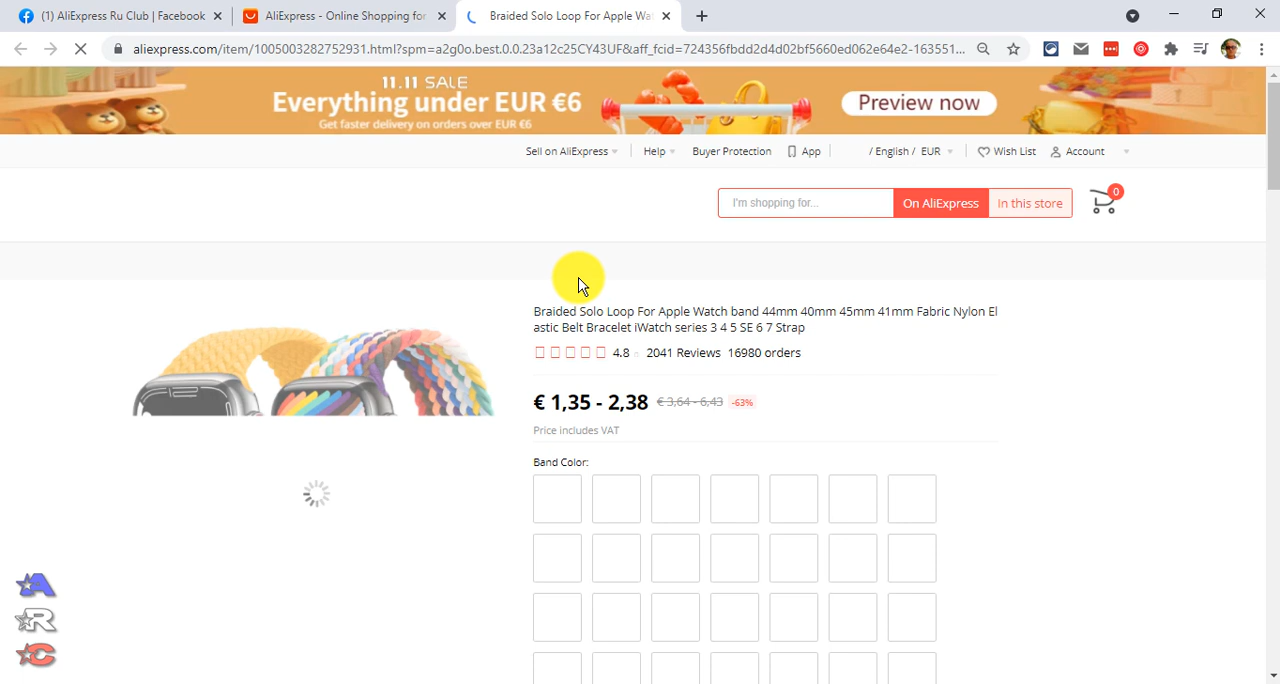 (1) AliExpress Ru Club | Facebook
AliExpress - Online Shopping for
Braided Solo Loop For Apple Wa
aliexpress.com/item/1005003282752931.html?spm=a2g0o.best.0.0.23a12c25CY43UF&aff_fcid=724356fbdd2d4d02bf5660ed062e64e2-163551...
11.11 SALE
Everything under EUR €6
Get faster delivery on orders over EUR €6
Preview now
Sell on AliExpress
Help
Buyer Protection
App
/ English / EUR
Wish List
Account
I'm shopping for...
On AliExpress
In this store
0
Braided Solo Loop For Apple Watch band 44mm 40mm 45mm 41mm Fabric Nylon El
astic Belt Bracelet iWatch series 3 4 5 SE 6 7 Strap
4.8 2041 Reviews 16980 orders
€ 1,35 - 2,38 € 3,64 - 6,43 -63%
Price includes VAT
Band Color:
A
R
C